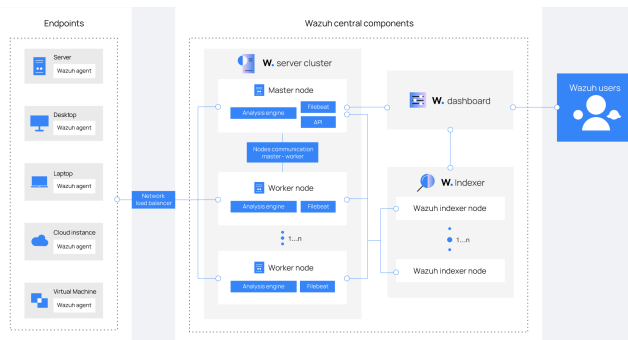 Endpoints
Server
Wazuh agent
Desktop
Wazuh agent
Laptop
Wazuh agent
Cloud instance
Wazuh agent
Virtual Machine
Wazuh agent
Network
load balancer
Wazuh central components
W. server cluster
Master node
Analysis engine
Filebeat
API
Nodes communication
master - worker
Worker node
Analysis engine
Filebeat
1...n
Worker node
Analysis engine
Filebeat
W. dashboard
W. Indexer
Wazuh indexer node
1...n
Wazuh indexer node
Wazuh users